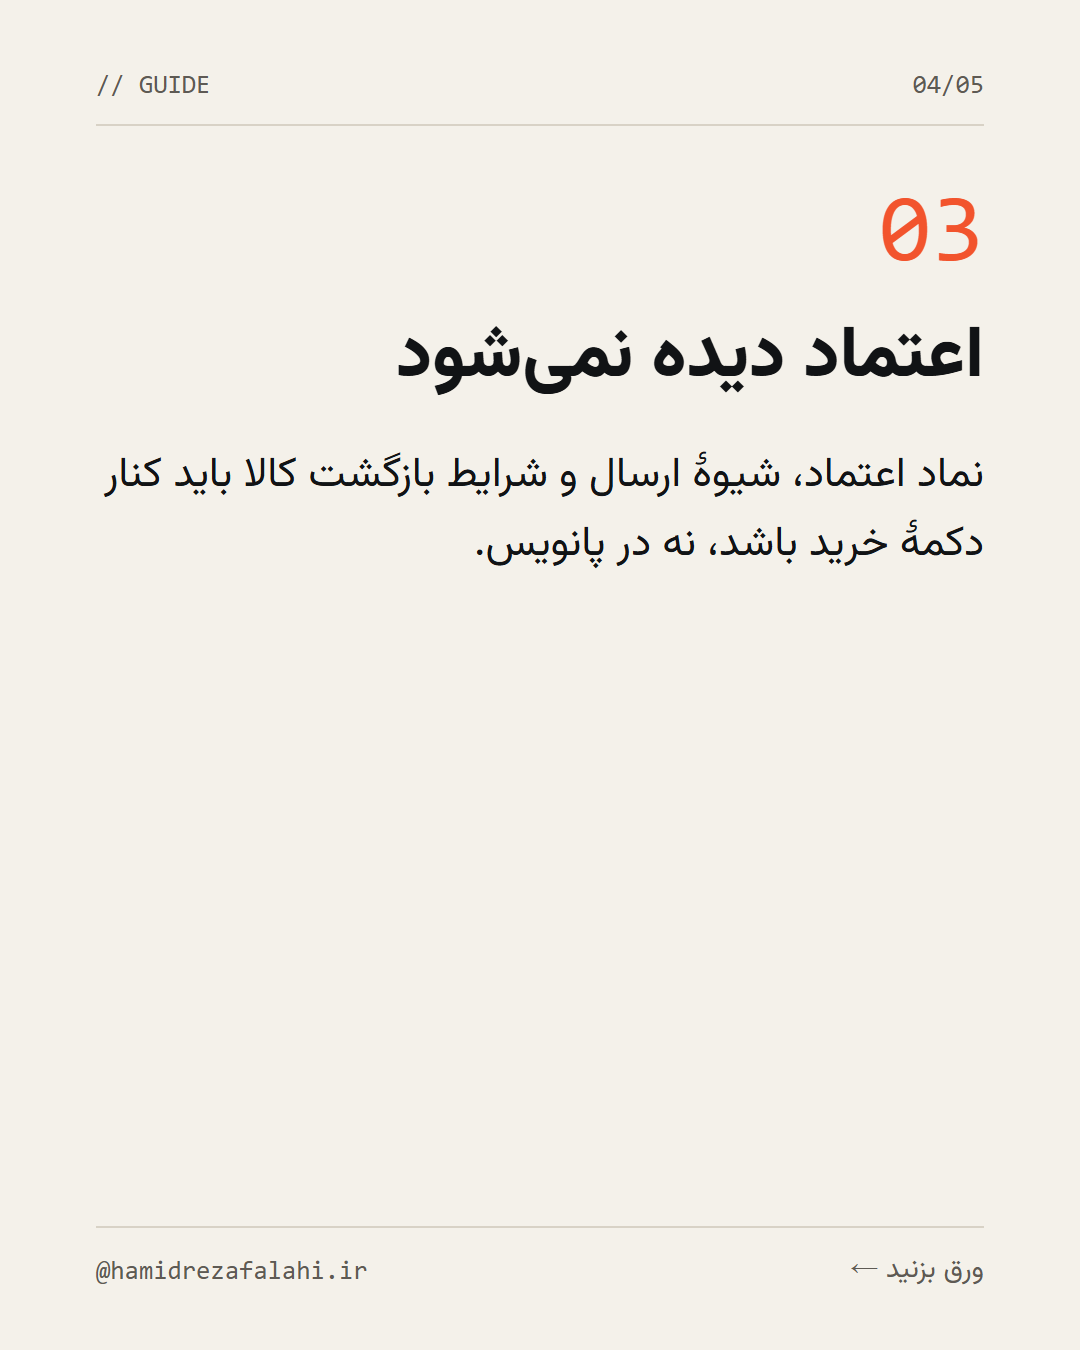 // GUIDE
04/05
03
اعتماد دیده نمی‌شود
نماد اعتماد، شیوهٔ ارسال و شرایط بازگشت کالا باید کنار
دکمهٔ خرید باشد، نه در پانویس.
@hamidrezafalahi.ir
ورق بزنید ←